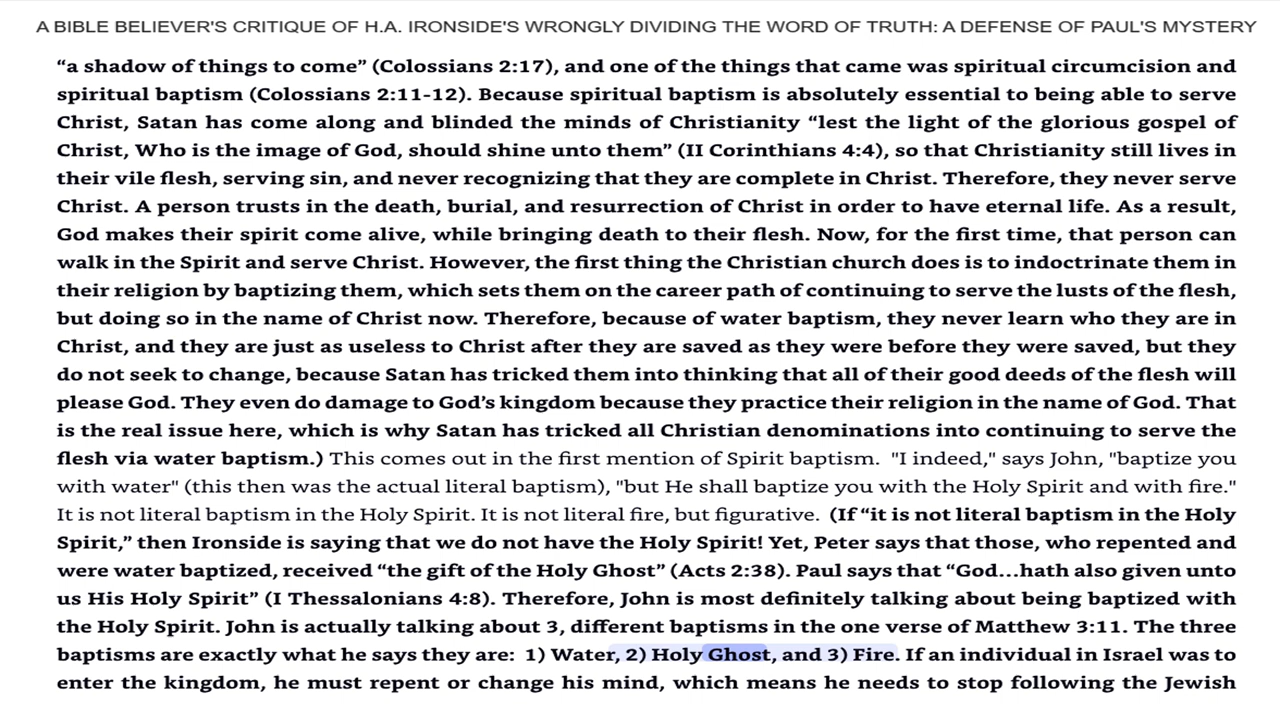 A BIBLE BELIEVER'S CRITIQUE OF H.A. IRONSIDE'S WRONGLY DIVIDING THE WORD OF TRUTH: A DEFENSE OF PAUL'S MYSTERY
“a shadow of things to come” (Colossians 2:17), and one of the things that came was spiritual circumcision and
spiritual baptism (Colossians 2:11-12). Because spiritual baptism is absolutely essential to being able to serve
Christ, Satan has come along and blinded the minds of Christianity “lest the light of the glorious gospel of
Christ, Who is the image of God, should shine unto them” (II Corinthians 4:4), so that Christianity still lives in
their vile flesh, serving sin, and never recognizing that they are complete in Christ. Therefore, they never serve
Christ. A person trusts in the death, burial, and resurrection of Christ in order to have eternal life. As a result,
God makes their spirit come alive, while bringing death to their flesh. Now, for the first time, that person can
walk in the Spirit and serve Christ. However, the first thing the Christian church does is to indoctrinate them in
their religion by baptizing them, which sets them on the career path of continuing to serve the lusts of the flesh,
but doing so in the name of Christ now. Therefore, because of water baptism, they never learn who they are in
Christ, and they are just as useless to Christ after they are saved as they were before they were saved, but they
do not seek to change, because Satan has tricked them into thinking that all of their good deeds of the flesh will
please God. They even do damage to God’s kingdom because they practice their religion in the name of God. That
is the real issue here, which is why Satan has tricked all Christian denominations into continuing to serve the
flesh via water baptism.) This comes out in the first mention of Spirit baptism. "I indeed," says John, "baptize you
with water" (this then was the actual literal baptism), "but He shall baptize you with the Holy Spirit and with fire."
It is not literal baptism in the Holy Spirit. It is not literal fire, but figurative. (If “it is not literal baptism in the Holy
Spirit,” then Ironside is saying that we do not have the Holy Spirit! Yet, Peter says that those, who repented and
were water baptized, received “the gift of the Holy Ghost” (Acts 2:38). Paul says that “God…hath also given unto
us His Holy Spirit” (I Thessalonians 4:8). Therefore, John is most definitely talking about being baptized with
the Holy Spirit. John is actually talking about 3, different baptisms in the one verse of Matthew 3:11. The three
baptisms are exactly what he says they are: 1) Water, 2) Holy Ghost, and 3) Fire. If an individual in Israel was to
enter the kingdom, he must repent or change his mind, which means he needs to stop following the Jewish